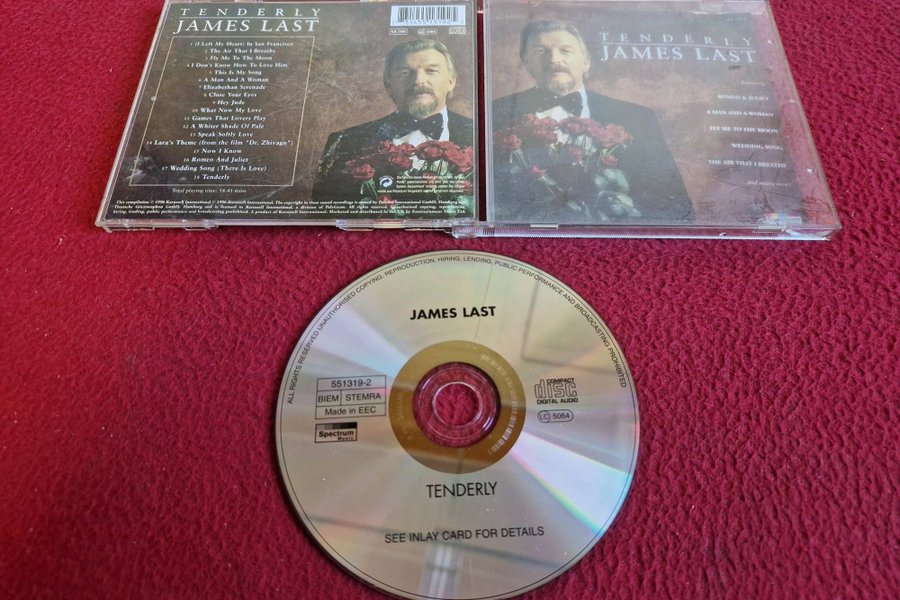 TENDERLY
JAMES LAST
1 (I Left My Heart) In San Francisco
2 The Air That I Breathe
3 Fly Me To The Moon
4 I Don't Know How To Love Him
5 This Is My Song
6 A Man And A Woman
7 Elizabethan Serenade
8 Close Your Eyes
9 Hey Jude
10 What Now My Love
11 Games That Lovers Play
12 A Whiter Shade Of Pale
13 Speak Softly Love
14 Lara's Theme (from the film "Dr. Zhivago")
15 Now I Know
16 Romeo And Juliet
17 Wedding Song (There Is Love)
18 Tenderly
Total playing time: 58.42 mins
TENDERLY
JAMES LAST
ROMEO & JULIET
A MAN AND A WOMAN
FLY ME TO THE MOON
WEDDING SONG
THE AIR THAT I BREATHE
and many more
ALL RIGHTS RESERVED UNAUTHORISED COPYING, REPRODUCTION, HIRING, LENDING, PUBLIC PERFORMANCE AND BROADCASTING PROHIBITED
JAMES LAST
551319-2
BIEM STEMRA
Made in EEC
Spectrum
Music
COMPACT
disc
DIGITAL AUDIO
LC 5064
TENDERLY
SEE INLAY CARD FOR DETAILS